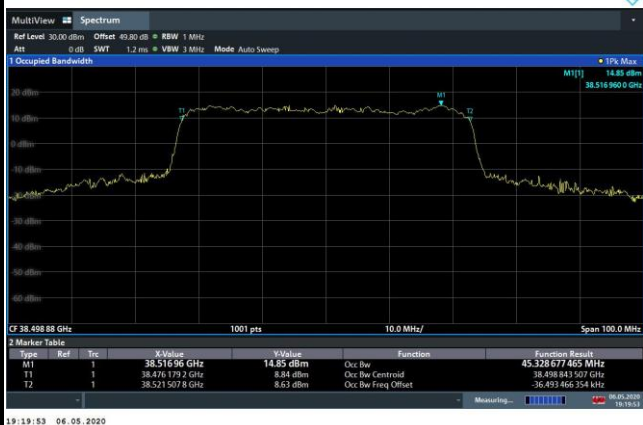 MultiView Spectrum
Ref Level 30.00 dBm Offset 49.80 dB RBW 1 MHz
Att 0 dB SWT 1.2 ms VBW 3 MHz Mode Auto Sweep
1 Occupied Bandwidth 1Pk Max
M1[1] 14.85 dBm
38.516 960 0 GHz
M1
20 dBm
T1 T2
10 dBm
0 dBm
-10 dBm
-20 dBm
-30 dBm
-40 dBm
-50 dBm
-60 dBm
CF 38.498 88 GHz 1001 pts 10.0 MHz/ Span 100.0 MHz
2 Marker Table
Type Ref Trc X-Value Y-Value Function Function Result
M1 1 38.516 96 GHz 14.85 dBm Occ Bw 45.328 677 465 MHz
T1 1 38.476 179 2 GHz 8.84 dBm Occ Bw Centroid 38.498 843 507 GHz
T2 1 38.521 507 8 GHz 8.63 dBm Occ Bw Freq Offset -36.493 466 354 kHz
Measuring... 06.05.2020
19:19:53
19:19:53 06.05.2020